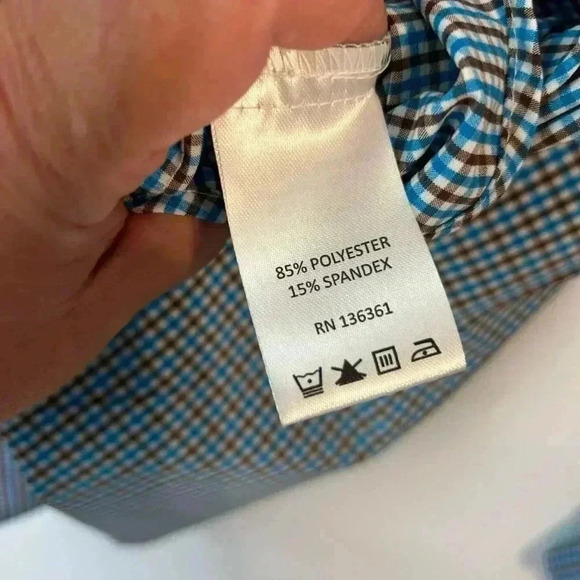 85% POLYESTER
15% SPANDEX
RN 136361